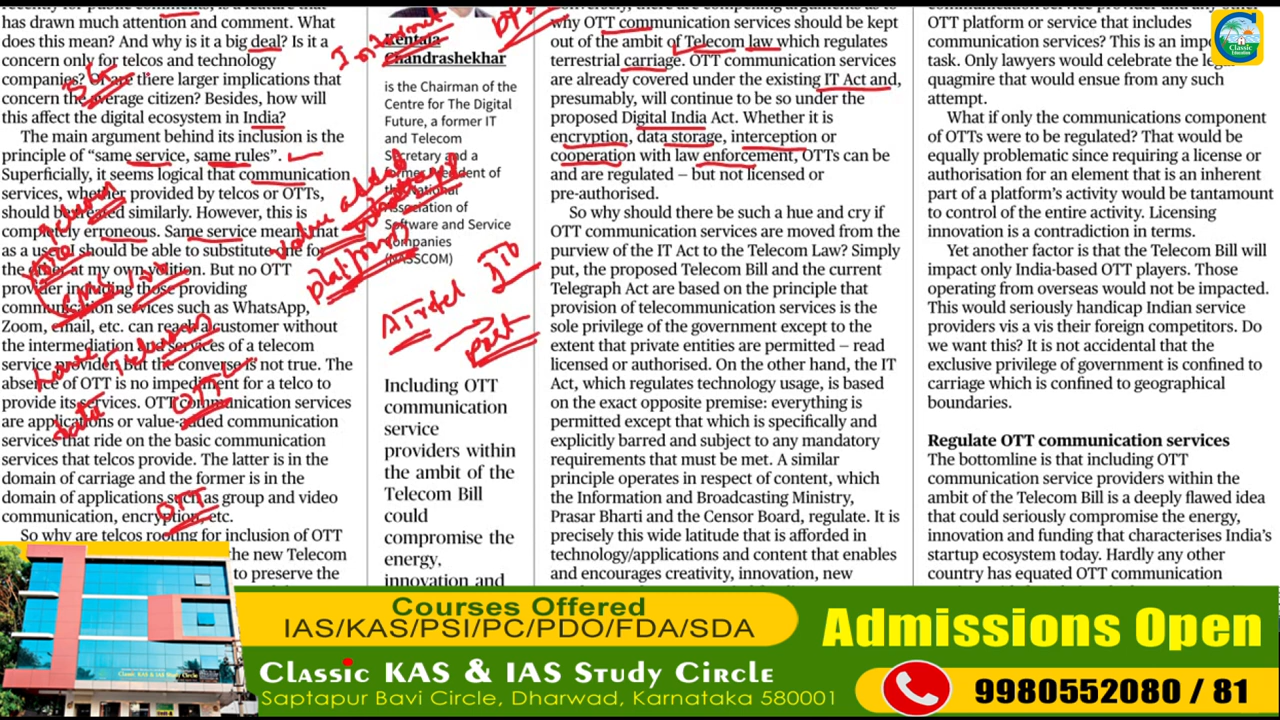 recently for public comments, is a feature that
has drawn much attention and comment. What
does this mean? And why is it a big deal? Is it a
concern only for telcos and technology
companies? Or are there larger implications that
concern the average citizen? Besides, how will
this affect the digital ecosystem in India?
The main argument behind its inclusion is the
principle of “same service, same rules”.
Superficially, it seems logical that communication
services, whether provided by telcos or OTTs,
should be treated similarly. However, this is
completely erroneous. Same service means that
as a user I should be able to substitute one for
the other at my own volition. But no OTT
provider including those providing
communication services such as WhatsApp,
Zoom, email, etc. can reach a customer without
the intermediation and services of a telecom
service provider. But the converse is not true. The
absence of OTT is no impediment for a telco to
provide its services. OTT communication services
are applications or value-added communication
services that ride on the basic communication
services that telcos provide. The latter is in the
domain of carriage and the former is in the
domain of applications such as group and video
communication, encryption, etc.
So why are telcos rooting for inclusion of OTT
the new Telecom
to preserve the
Rentala
Chandrashekhar
is the Chairman of the
Centre for The Digital
Future, a former IT
and Telecom
Secretary and a
former President of
the National
Association of
Software and Service
Companies
(NASSCOM)
Including OTT
communication
service
providers within
the ambit of the
Telecom Bill
could
compromise the
energy,
innovation and
Conversely, there are compelling arguments as to
why OTT communication services should be kept
out of the ambit of Telecom law which regulates
terrestrial carriage. OTT communication services
are already covered under the existing IT Act and,
presumably, will continue to be so under the
proposed Digital India Act. Whether it is
encryption, data storage, interception or
cooperation with law enforcement, OTTs can be
and are regulated – but not licensed or
pre-authorised.
So why should there be such a hue and cry if
OTT communication services are moved from the
purview of the IT Act to the Telecom Law? Simply
put, the proposed Telecom Bill and the current
Telegraph Act are based on the principle that
provision of telecommunication services is the
sole privilege of the government except to the
extent that private entities are permitted – read
licensed or authorised. On the other hand, the IT
Act, which regulates technology usage, is based
on the exact opposite premise: everything is
permitted except that which is specifically and
explicitly barred and subject to any mandatory
requirements that must be met. A similar
principle operates in respect of content, which
the Information and Broadcasting Ministry,
Prasar Bharti and the Censor Board, regulate. It is
precisely this wide latitude that is afforded in
technology/applications and content that enables
and encourages creativity, innovation, new
communication service provider and any other
OTT platform or service that includes
communication services? This is an
task. Only lawyers would celebrate the
quagmire that would ensue from any such
attempt.
What if only the communications component
of OTTs were to be regulated? That would be
equally problematic since requiring a license or
authorisation for an elenent that is an inherent
part of a platform’s activity would be tantamount
to control of the entire activity. Licensing
innovation is a contradiction in terms.
Yet another factor is that the Telecom Bill will
impact only India-based OTT players. Those
operating from overseas would not be impacted.
This would seriously handicap Indian service
providers vis a vis their foreign competitors. Do
we want this? It is not accidental that the
exclusive privilege of government is confined to
carriage which is confined to geographical
boundaries.
Regulate OTT communication services
The bottomline is that including OTT
communication service providers within the
ambit of the Telecom Bill is a deeply flawed idea
that could seriously compromise the energy,
innovation and funding that characterises India’s
startup ecosystem today. Hardly any other
country has equated OTT communication
Internet
value added
platforms
Airtel JIO
OTT
OTT
Classic
Education
Courses Offered
IAS/KAS/PSI/PC/PDO/FDA/SDA
Classic KAS & IAS Study Circle
Saptapur Bavi Circle, Dharwad, Karnataka 580001
Admissions Open
9980552080 / 81